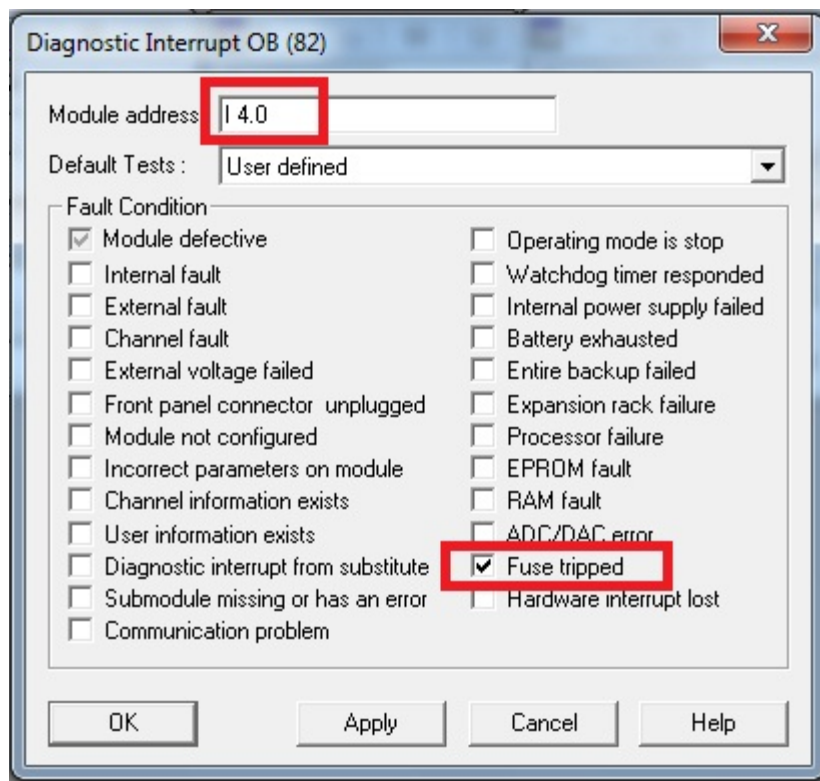 Diagnostic Interrupt OB (82)
Module address
I 4.0
Default Tests :
User defined
Fault Condition
Module defective
Internal fault
External fault
Channel fault
External voltage failed
Front panel connector unplugged
Module not configured
Incorrect parameters on module
Channel information exists
User information exists
Diagnostic interrupt from substitute
Submodule missing or has an error
Communication problem
Operating mode is stop
Watchdog timer responded
Internal power supply failed
Battery exhausted
Entire backup failed
Expansion rack failure
Processor failure
EPROM fault
RAM fault
ADC/DAC error
Fuse tripped
Hardware interrupt lost
OK
Apply
Cancel
Help